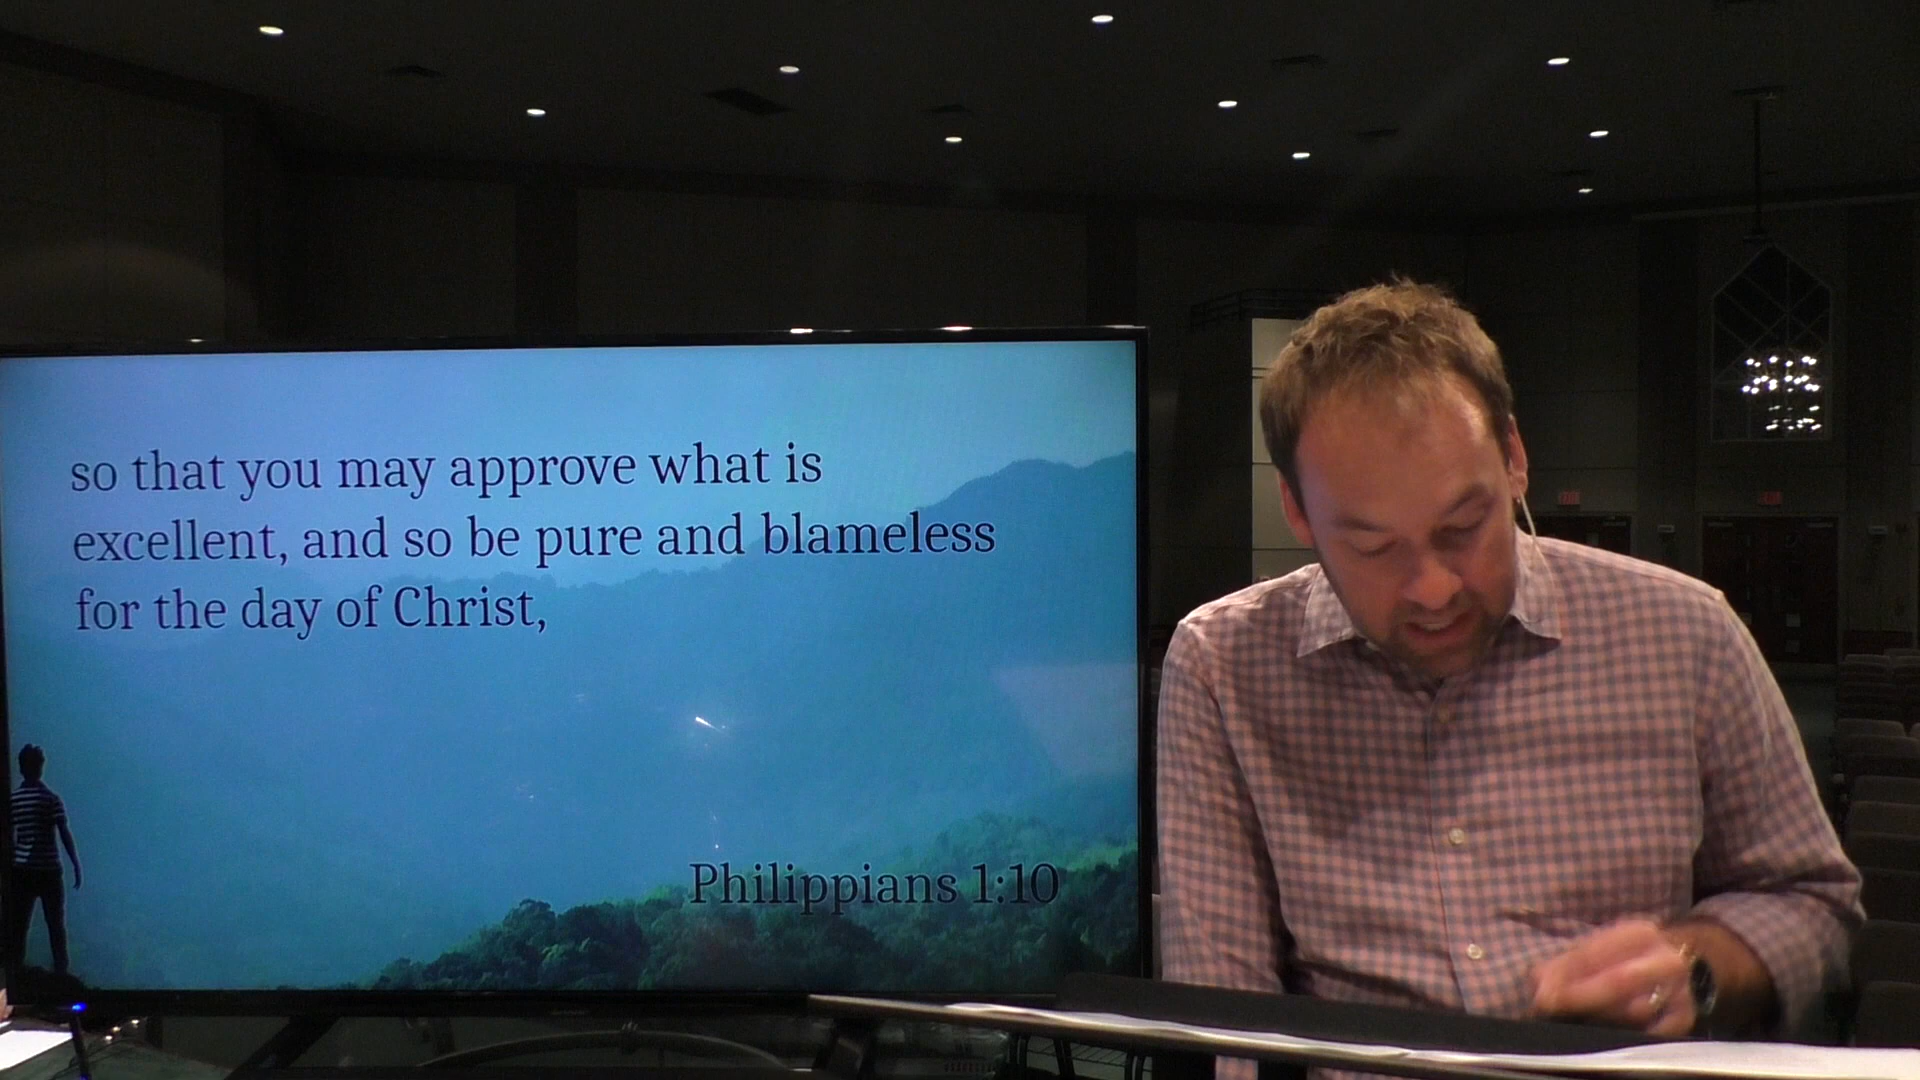 so that you may approve what is
excellent, and so be pure and blameless
for the day of Christ,
Philippians 1:10